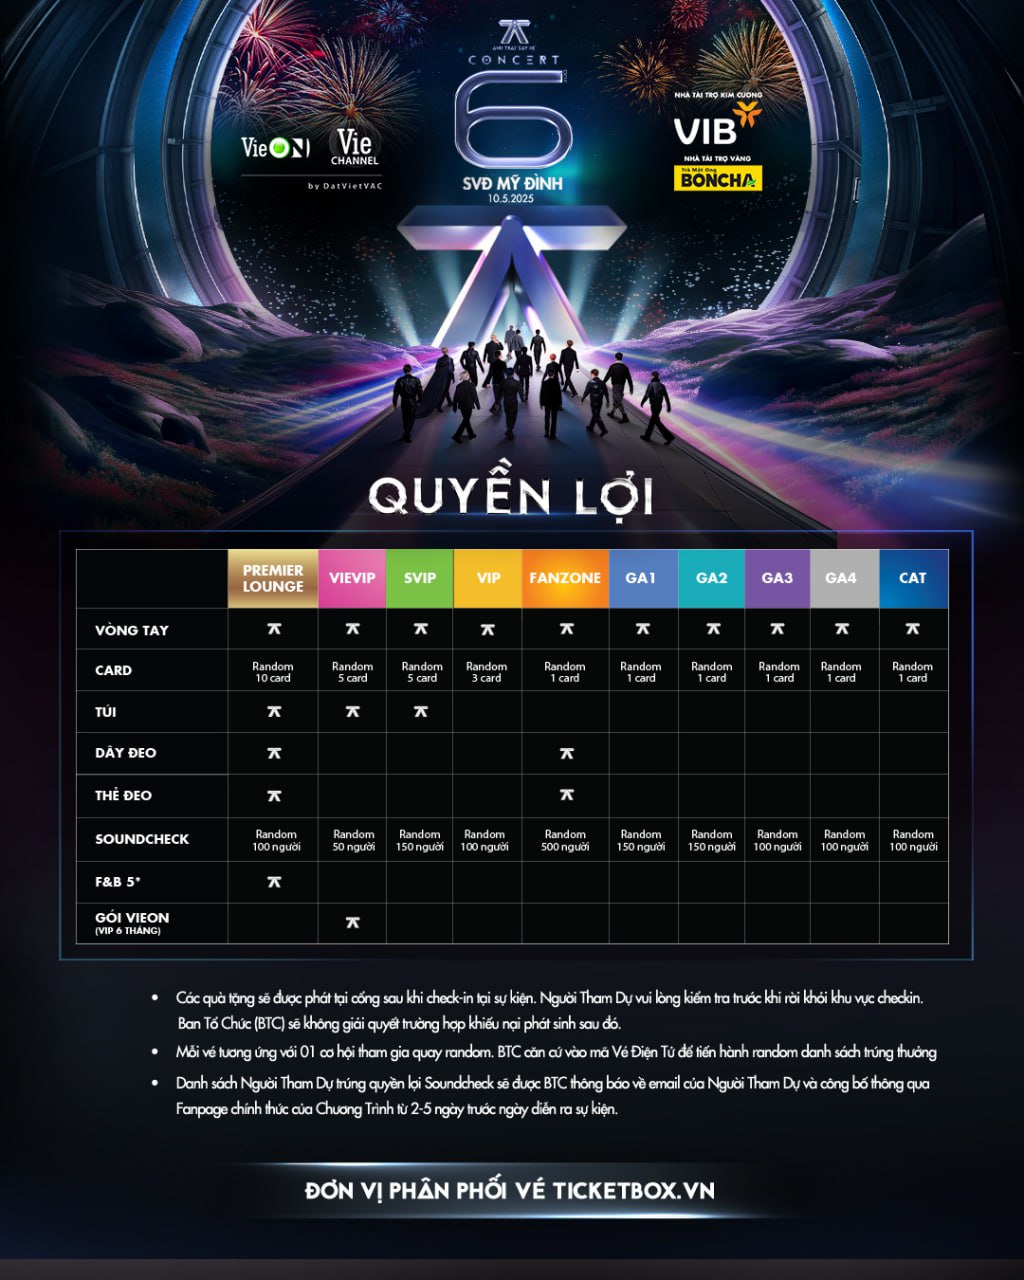 ANH TRAI SAY HI
CONCERT
6
SVĐ MỸ ĐÌNH
10.5.2025
VieON
Vie
CHANNEL
by DatVietVAC
NHÀ TÀI TRỢ KIM CƯƠNG
VIB
NHÀ TÀI TRỢ VÀNG
Trà Mật Ong
BONCHA
QUYỀN LỢI
PREMIER LOUNGE VIEVIP SVIP VIP FANZONE GA1 GA2 GA3 GA4 CAT
VÒNG TAY
CARD Random 10 card Random 5 card Random 5 card Random 3 card Random 1 card Random 1 card Random 1 card Random 1 card Random 1 card Random 1 card
TÚI
DÂY ĐEO
THẺ ĐEO
SOUNDCHECK Random 100 người Random 50 người Random 150 người Random 100 người Random 500 người Random 150 người Random 150 người Random 100 người Random 100 người Random 100 người
F&B 5*
GÓI VIEON
(VIP 6 THÁNG)
• Các quà tặng sẽ được phát tại cổng sau khi check-in tại sự kiện. Người Tham Dự vui lòng kiểm tra trước khi rời khỏi khu vực checkin.
Ban Tổ Chức (BTC) sẽ không giải quyết trường hợp khiếu nại phát sinh sau đó.
• Mỗi vé tương ứng với 01 cơ hội tham gia quay random. BTC căn cứ vào mã Vé Điện Tử để tiến hành random danh sách trúng thưởng
• Danh sách Người Tham Dự trúng quyền lợi Soundcheck sẽ được BTC thông báo về email của Người Tham Dự và công bố thông qua
Fanpage chính thức của Chương Trình từ 2-5 ngày trước ngày diễn ra sự kiện.
ĐƠN VỊ PHÂN PHỐI VÉ TICKETBOX.VN